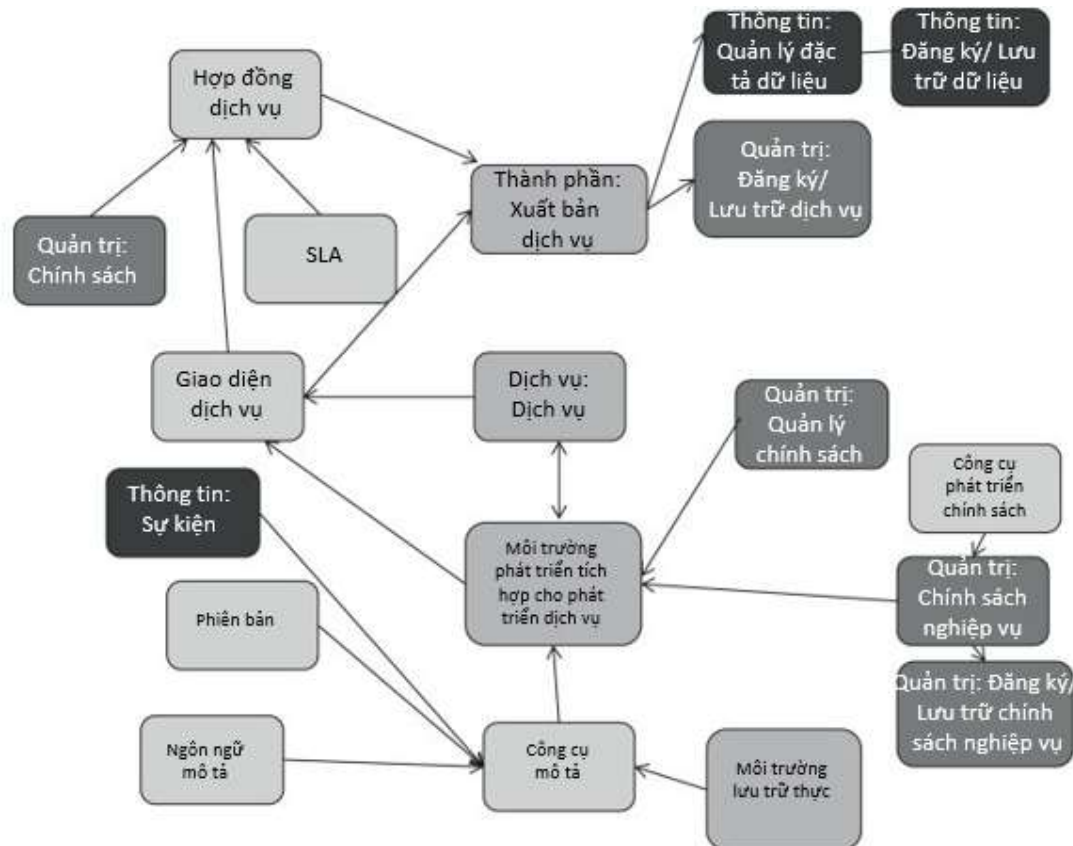 Thông tin:
Quản lý đặc
tả dữ liệu
Thông tin:
Đăng ký/ Lưu
trữ dữ liệu
Hợp đồng
dịch vụ
Quản trị:
Đăng ký/
Lưu trữ dịch vụ
Thành phần:
Xuất bản
dịch vụ
Quản trị:
Chính sách
SLA
Giao diện
dịch vụ
Dịch vụ:
Dịch vụ
Quản trị:
Quản lý
chính sách
Công cụ
phát triển
chính sách
Thông tin:
Sự kiện
Môi trường
phát triển tích
hợp cho phát
triển dịch vụ
Quản trị:
Chính sách
nghiệp vụ
Phiên bản
Quản trị: Đăng ký/
Lưu trữ chính
sách nghiệp vụ
Ngôn ngữ
mô tả
Công cụ
mô tả
Môi trường
lưu trữ thực